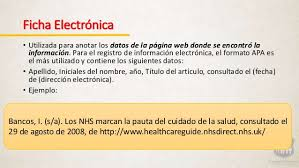 Ficha Electrónica
• Utilizada para anotar los datos de la página web donde se encontró la
información. Para el registro de información electrónica, el formato APA es
el más utilizado y contiene los siguientes datos:
• Apellido, Iniciales del nombre, año, Título del artículo, consultado el (fecha)
de (dirección electrónica).
• Ejemplo:
Bancos, I. (s/a). Los NHS marcan la pauta del cuidado de la salud, consultado el
29 de agosto de 2008, de http://www.healthcareguide.nhsdirect.nhs.uk/